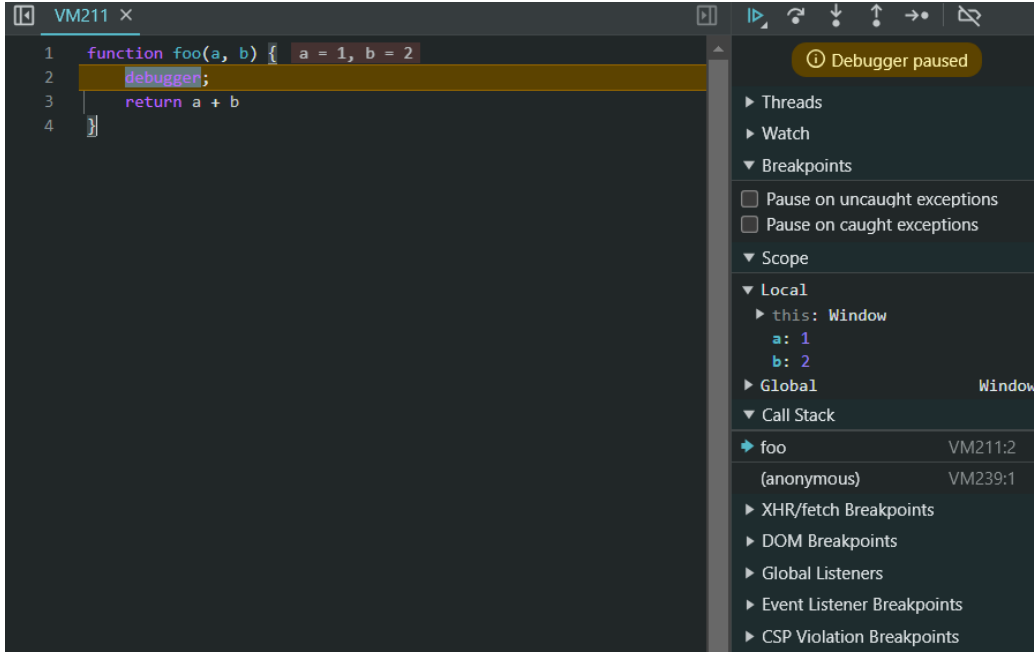 VM211 ×
1 function foo(a, b) { a = 1, b = 2
2 debugger;
3 return a + b
4 }
Debugger paused
Threads
Watch
Breakpoints
Pause on uncaught exceptions
Pause on caught exceptions
Scope
Local
this: Window
a: 1
b: 2
Global Window
Call Stack
foo VM211:2
(anonymous) VM239:1
XHR/fetch Breakpoints
DOM Breakpoints
Global Listeners
Event Listener Breakpoints
CSP Violation Breakpoints